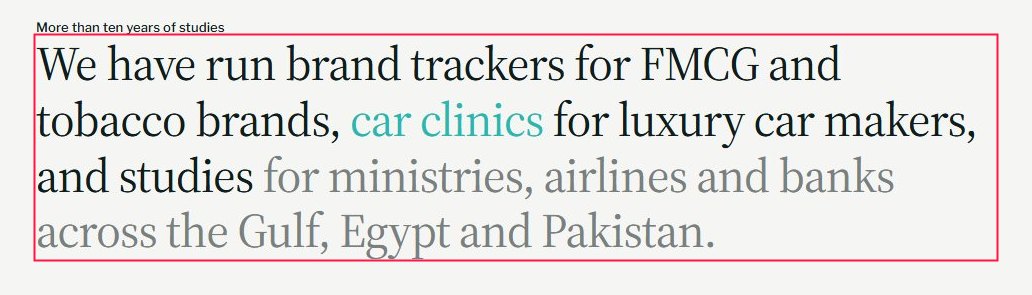 More than ten years of studies
We have run brand trackers for FMCG and
tobacco brands, car clinics for luxury car makers,
and studies for ministries, airlines and banks
across the Gulf, Egypt and Pakistan.